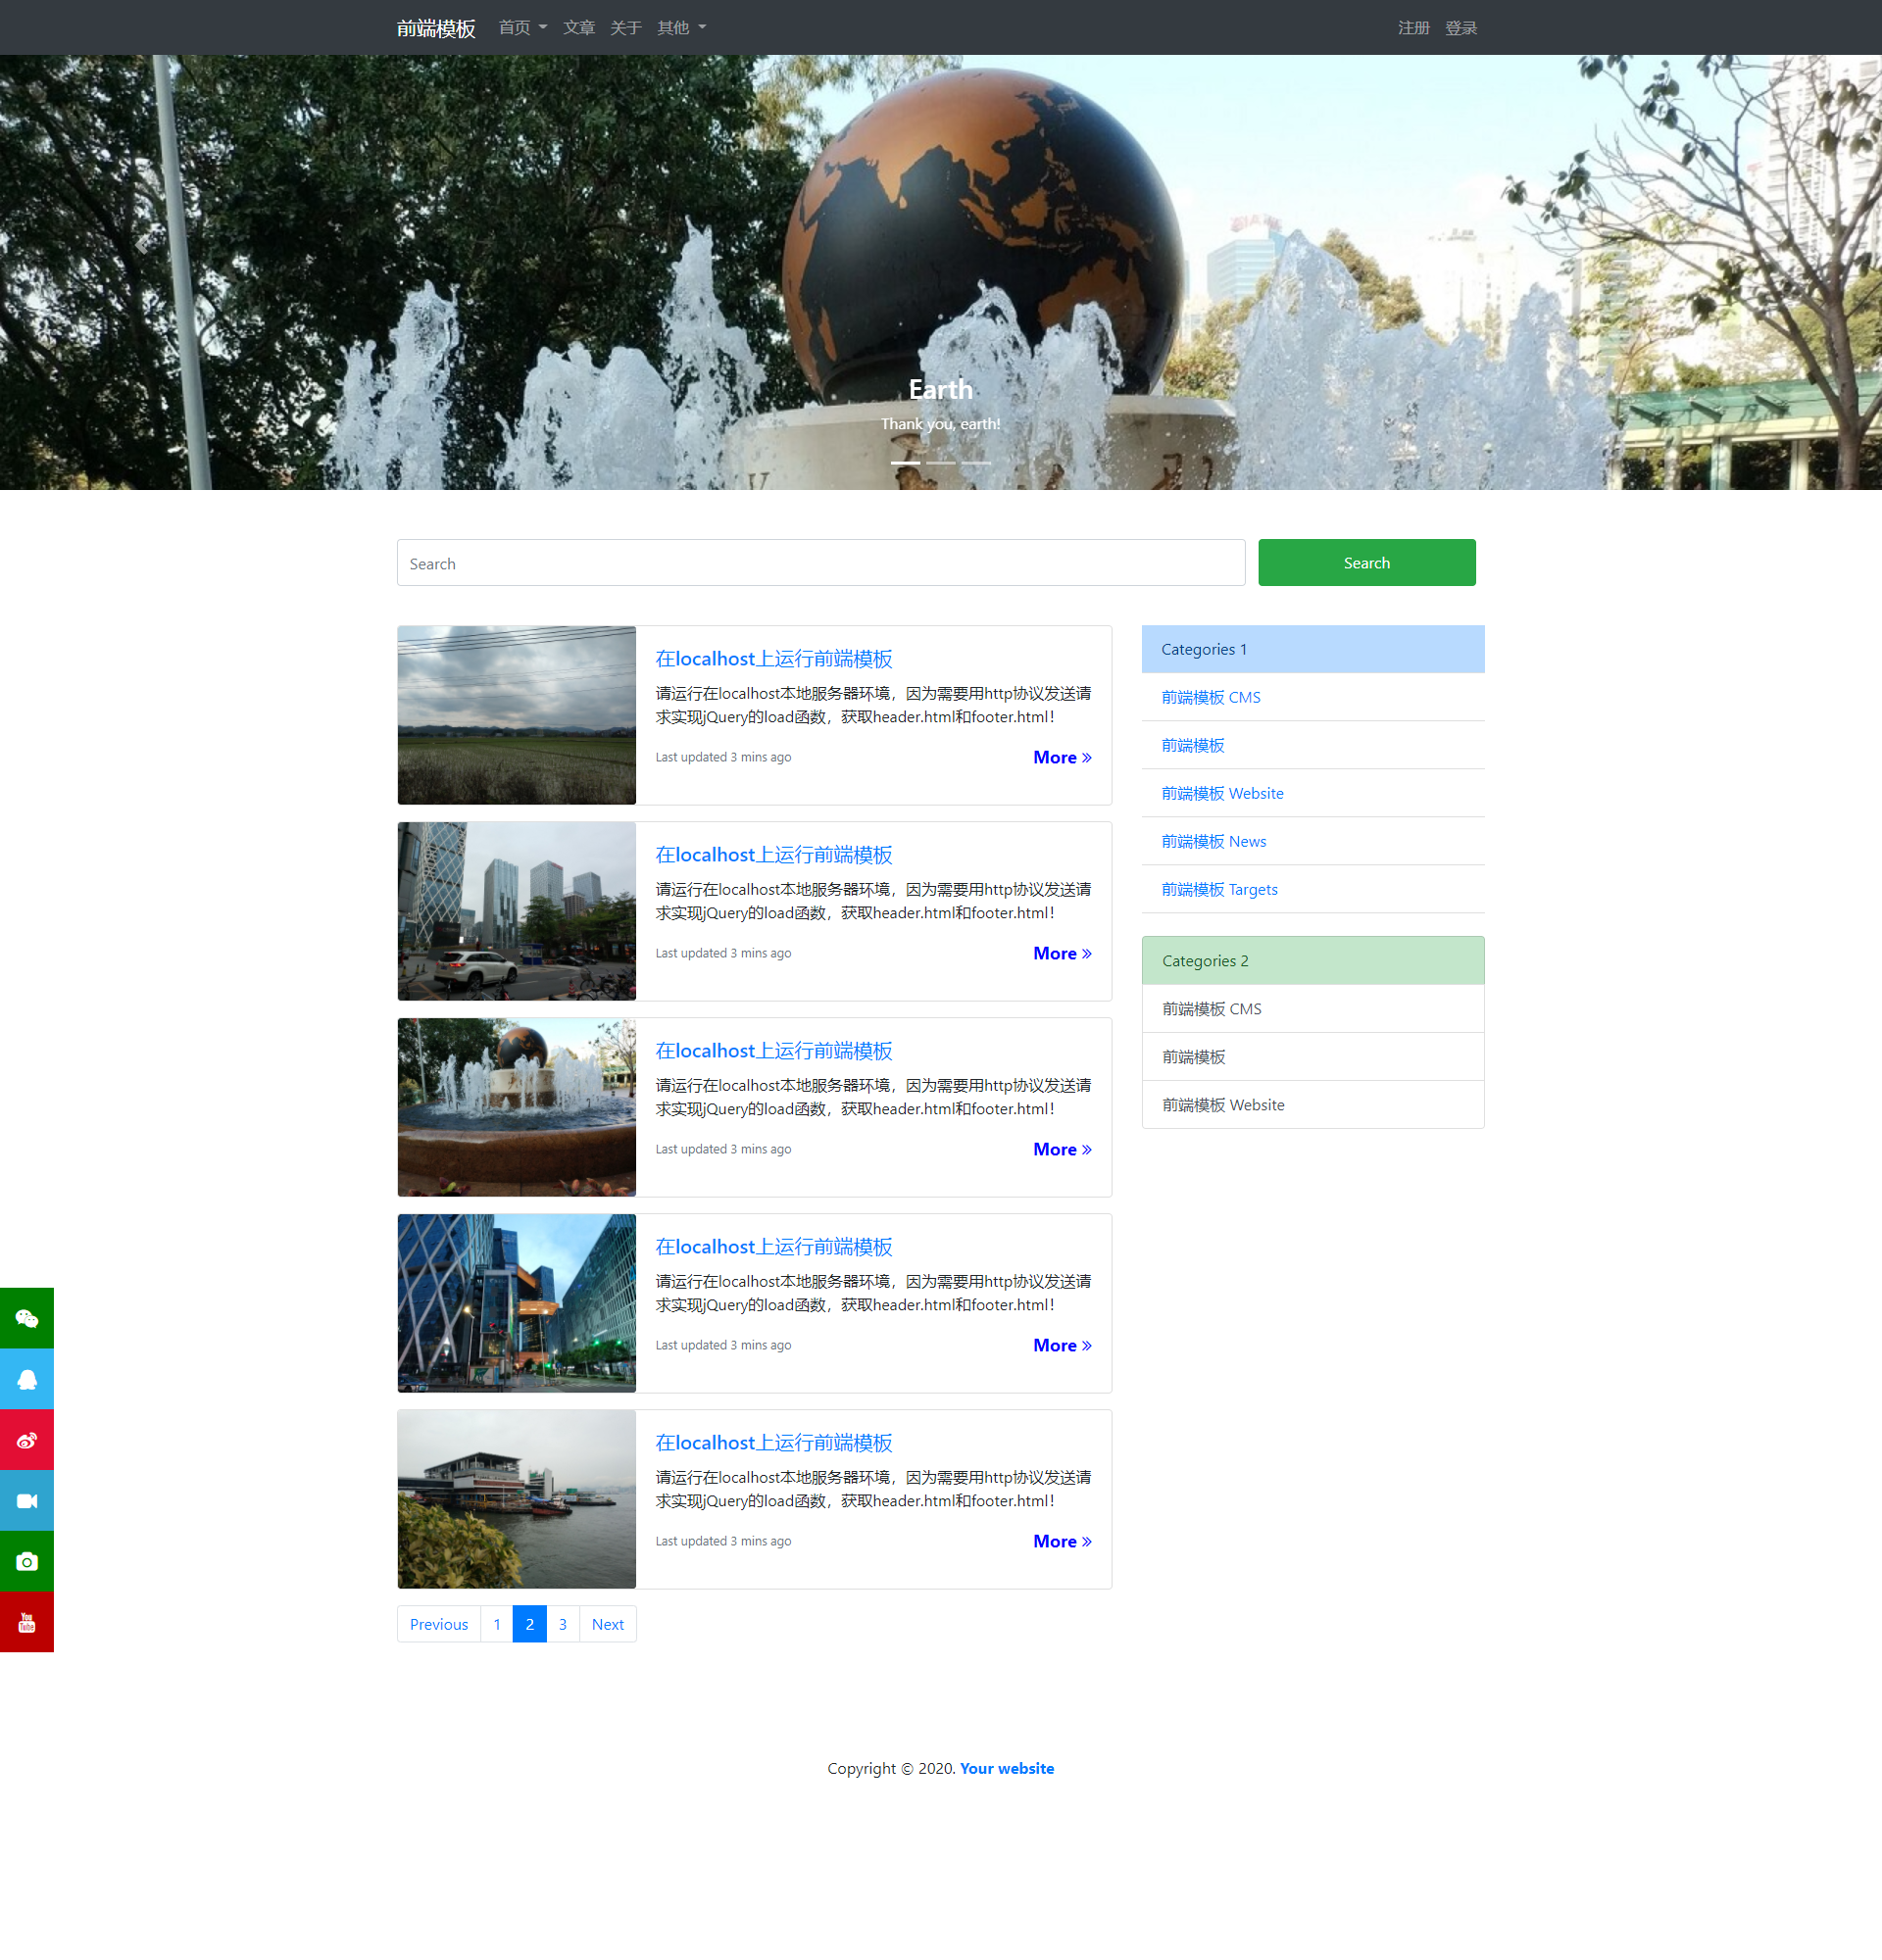 前端模板 首页 文章 关于 其他 注册 登录
Earth
Thank you, earth!
Search Search
在localhost上运行前端模板
请运行在localhost本地服务器环境，因为需要用http协议发送请
求实现jQuery的load函数，获取header.html和footer.html！
Last updated 3 mins ago More »
在localhost上运行前端模板
请运行在localhost本地服务器环境，因为需要用http协议发送请
求实现jQuery的load函数，获取header.html和footer.html！
Last updated 3 mins ago More »
在localhost上运行前端模板
请运行在localhost本地服务器环境，因为需要用http协议发送请
求实现jQuery的load函数，获取header.html和footer.html！
Last updated 3 mins ago More »
在localhost上运行前端模板
请运行在localhost本地服务器环境，因为需要用http协议发送请
求实现jQuery的load函数，获取header.html和footer.html！
Last updated 3 mins ago More »
在localhost上运行前端模板
请运行在localhost本地服务器环境，因为需要用http协议发送请
求实现jQuery的load函数，获取header.html和footer.html！
Last updated 3 mins ago More »
Previous 1 2 3 Next
Categories 1
前端模板 CMS
前端模板
前端模板 Website
前端模板 News
前端模板 Targets
Categories 2
前端模板 CMS
前端模板
前端模板 Website
You
Tube
Copyright © 2020. Your website